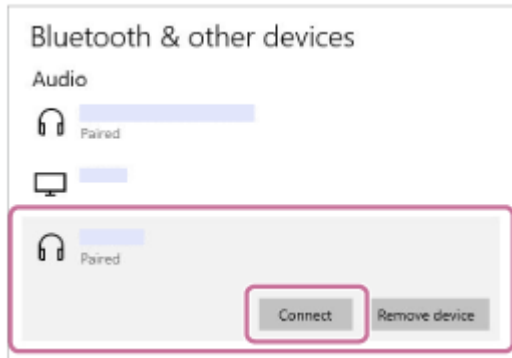 Bluetooth & other devices
Audio
Paired
Paired
Connect
Remove device